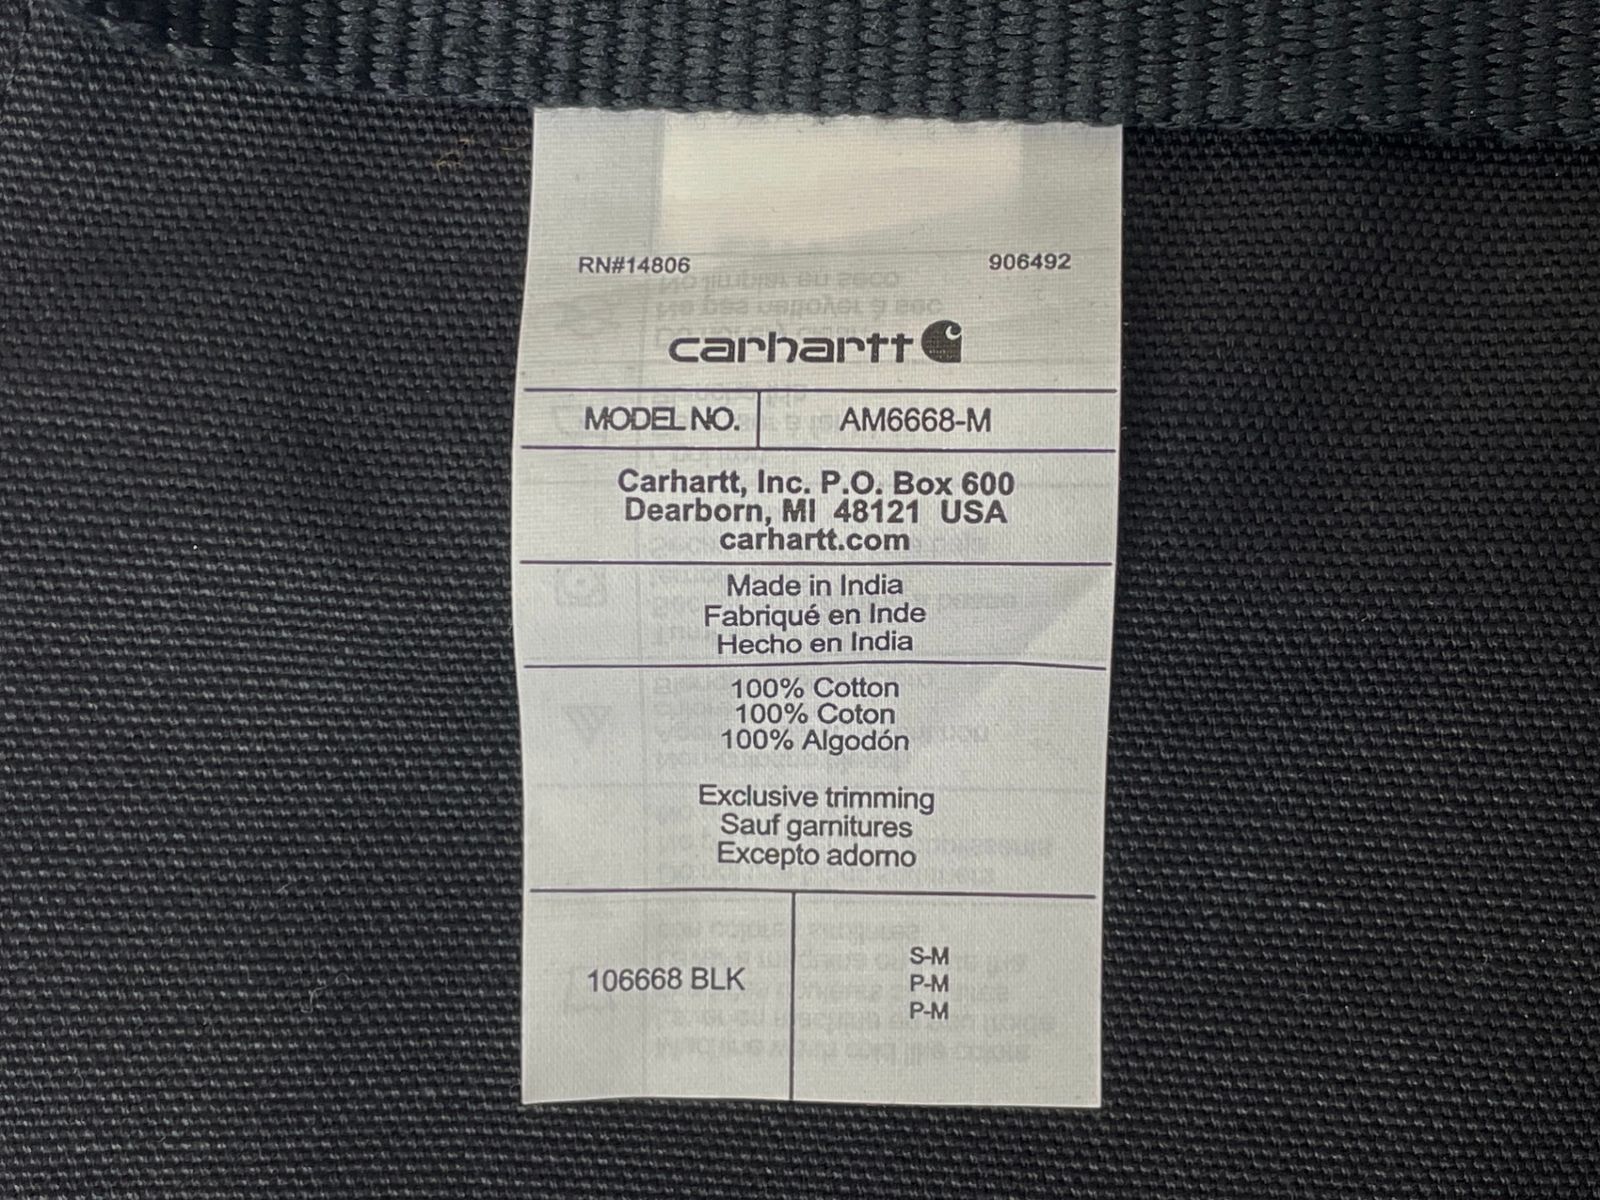 RN#14806 906492
carhartt
MODEL NO. AM6668-M
Carhartt, Inc. P.O. Box 600
Dearborn, MI 48121 USA
carhartt.com
Made in India
Fabriqué en Inde
Hecho en India
100% Cotton
100% Coton
100% Algodón
Exclusive trimming
Sauf garnitures
Excepto adorno
106668 BLK
S-M
P-M
P-M